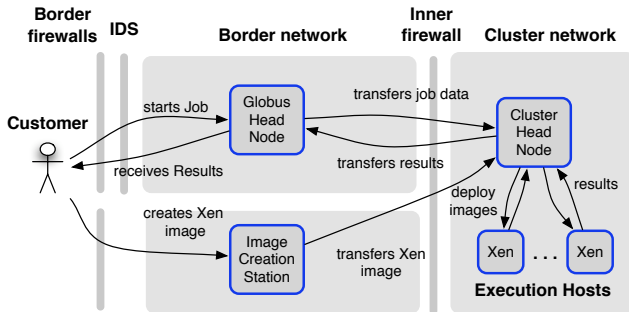 Border
firewalls
IDS
Border network
Inner
firewall
Cluster network
Customer
starts Job
receives Results
Globus
Head
Node
transfers job data
transfers results
Cluster
Head
Node
deploy
images
results
creates Xen
image
Image
Creation
Station
transfers Xen
image
Xen
. . .
Xen
Execution Hosts